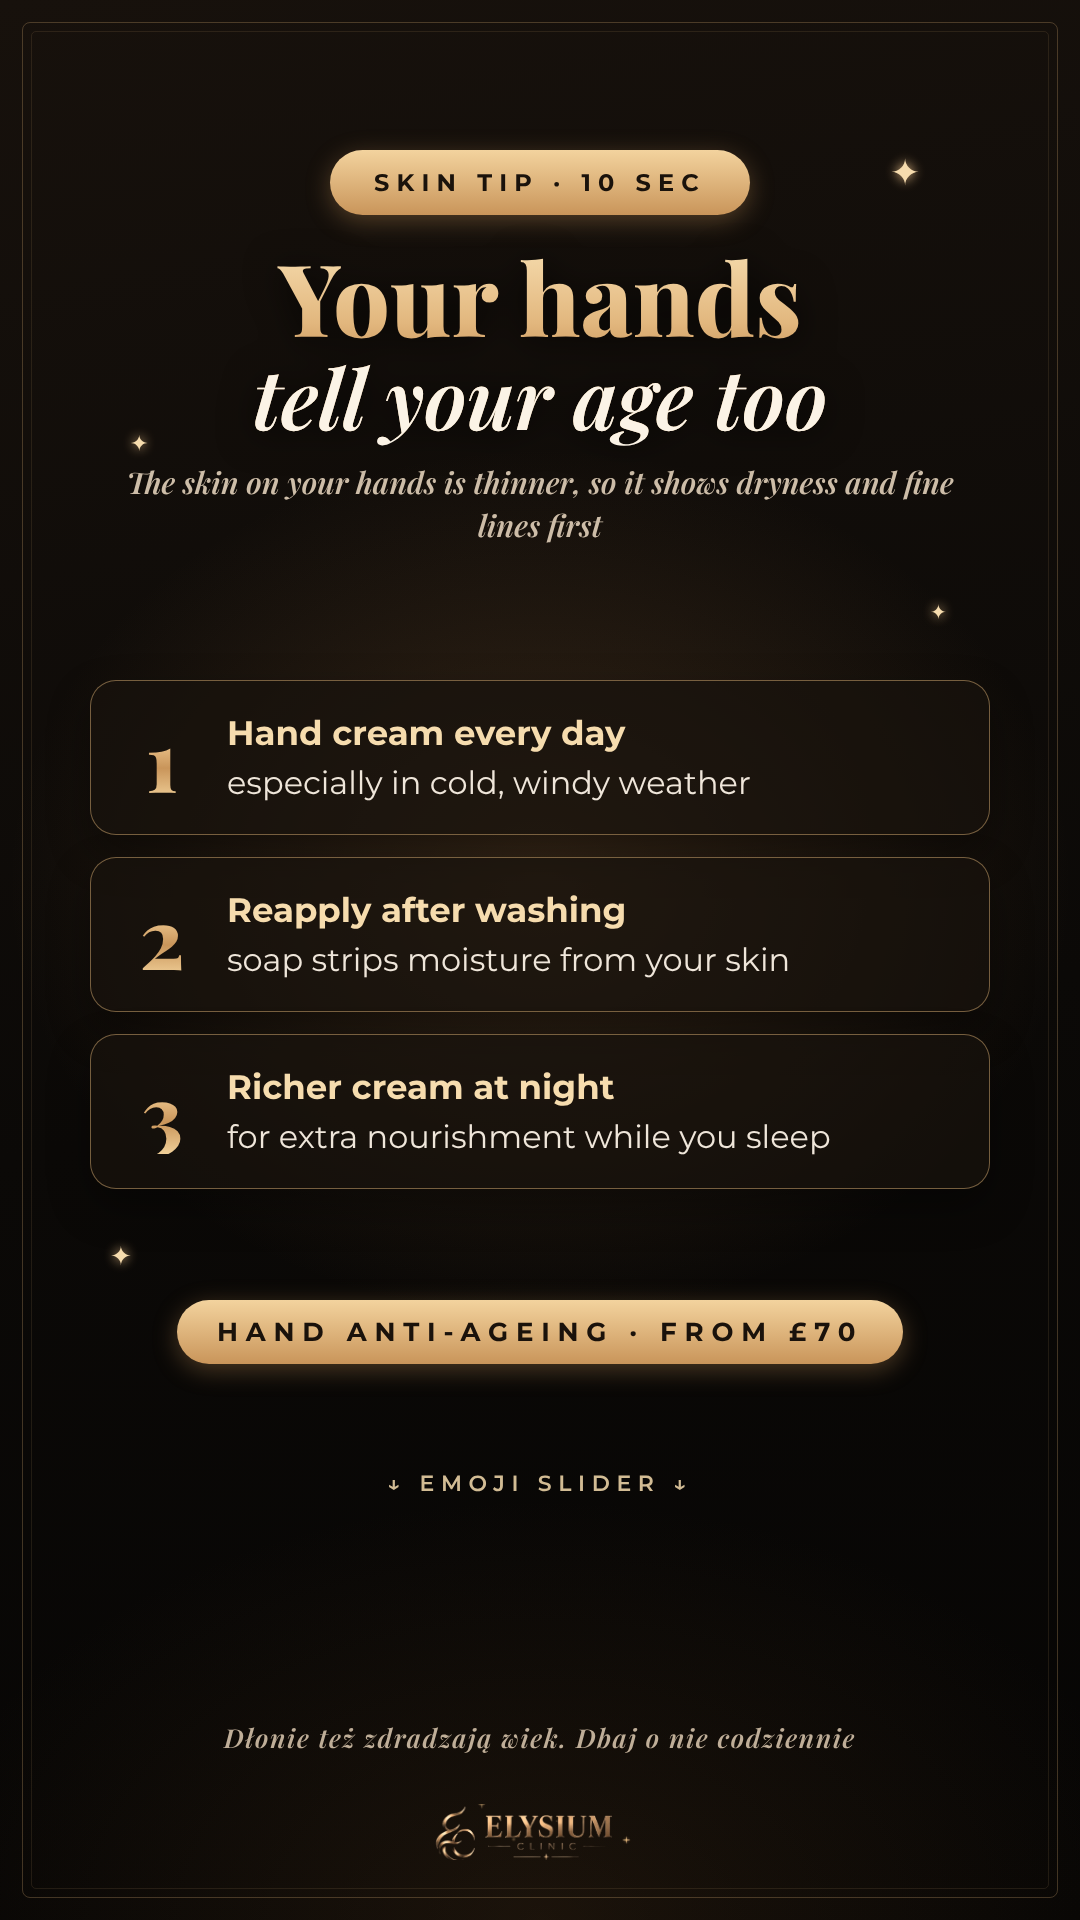 SKIN TIP · 10 SEC
Your hands
tell your age too
The skin on your hands is thinner, so it shows dryness and fine
lines first
1
Hand cream every day
especially in cold, windy weather
2
Reapply after washing
soap strips moisture from your skin
3
Richer cream at night
for extra nourishment while you sleep
HAND ANTI-AGEING · FROM £70
↓ EMOJI SLIDER ↓
Dłonie też zdradzają wiek. Dbaj o nie codziennie
ELYSIUM
CLINIC